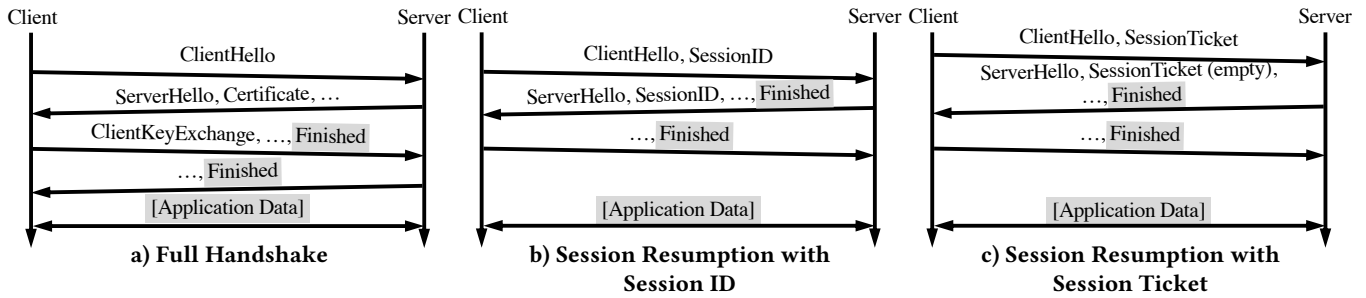 Client Server
ClientHello
ServerHello, Certificate, …
ClientKeyExchange, …, Finished
…, Finished
[Application Data]
a) Full Handshake
Client Server
ClientHello, SessionID
ServerHello, SessionID, …, Finished
…, Finished
[Application Data]
b) Session Resumption with
Session ID
Client Server
ClientHello, SessionTicket
ServerHello, SessionTicket (empty),
…, Finished
…, Finished
[Application Data]
c) Session Resumption with
Session Ticket